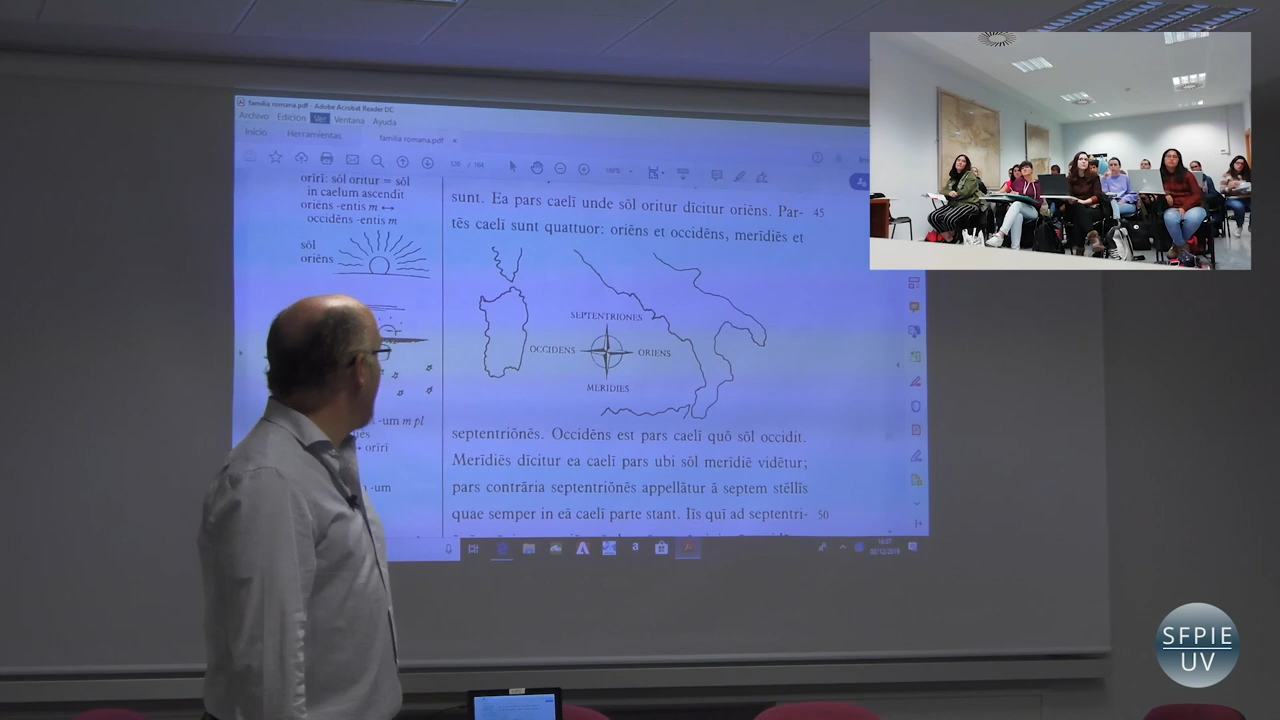 familia romana.pdf - Adobe Acrobat Reader DC
Archivo Edición Ver Ventana Ayuda
Inicio Herramientas familia romana.pdf ×
120 / 164
orīrī: sōl oritur = sōl
in caelum ascendit
oriēns -entis m ↔
occidēns -entis m
sōl
oriēns
-um m pl
orīrī
-um
sunt. Ea pars caelī unde sōl oritur dīcitur oriēns. Par- 45
tēs caelī sunt quattuor: oriēns et occidēns, merīdiēs et
SEPTENTRIONES
OCCIDENS ORIENS
MERIDIES
septentriōnēs. Occidēns est pars caelī quō sōl occidit.
Merīdiēs dīcitur ea caelī pars ubi sōl merīdiē vidētur;
pars contrāria septentriōnēs appellātur ā septem stēllīs
quae semper in eā caelī parte stant. Iīs quī ad septentri- 50
a
SFPIE
UV